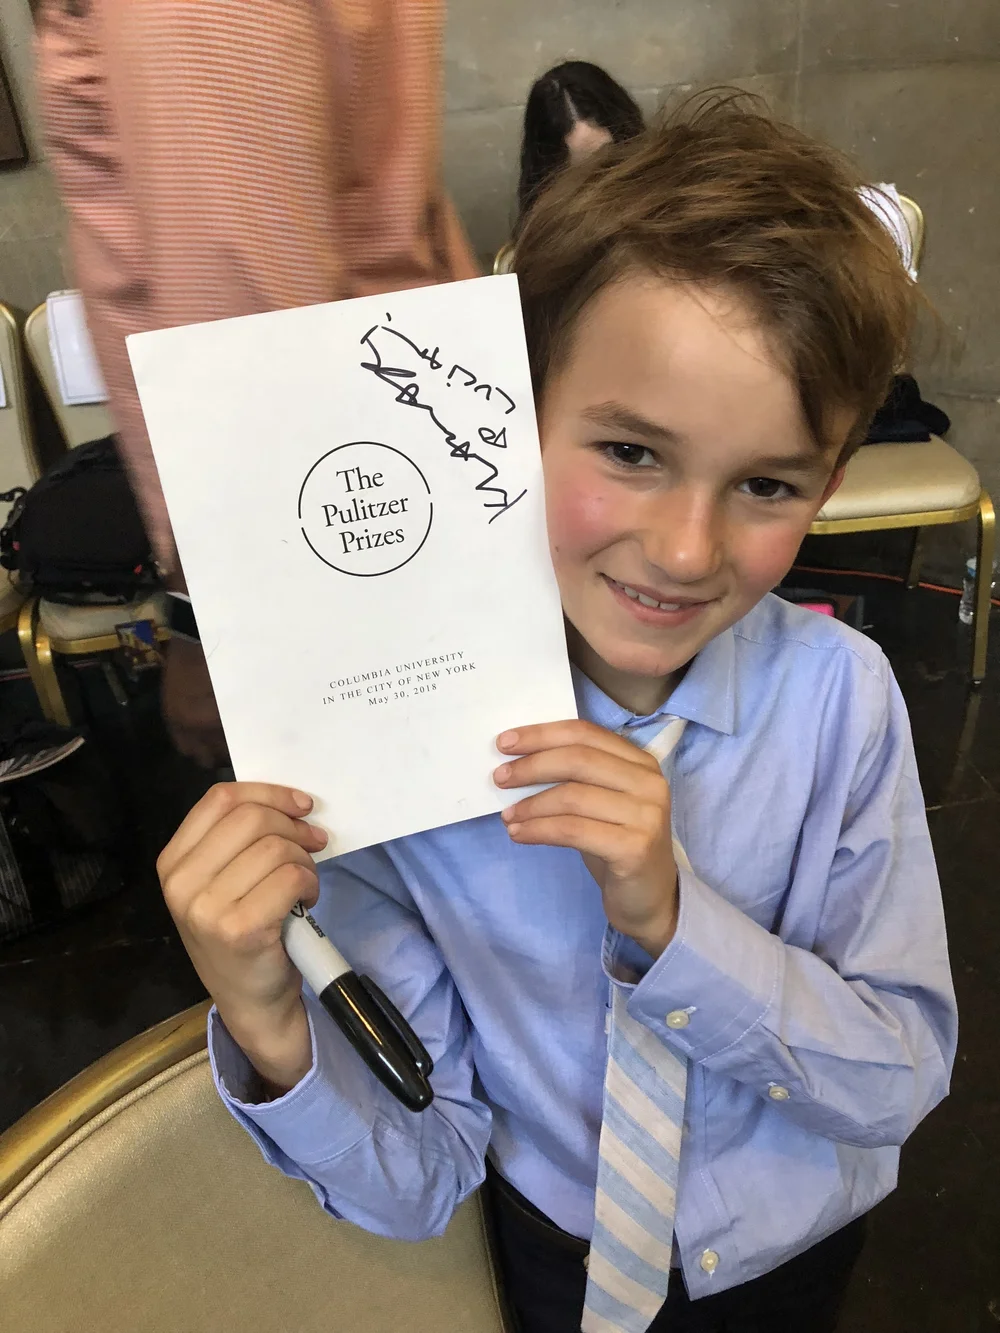 The
Pulitzer
Prizes
COLUMBIA UNIVERSITY
IN THE CITY OF NEW YORK
May 30, 2018